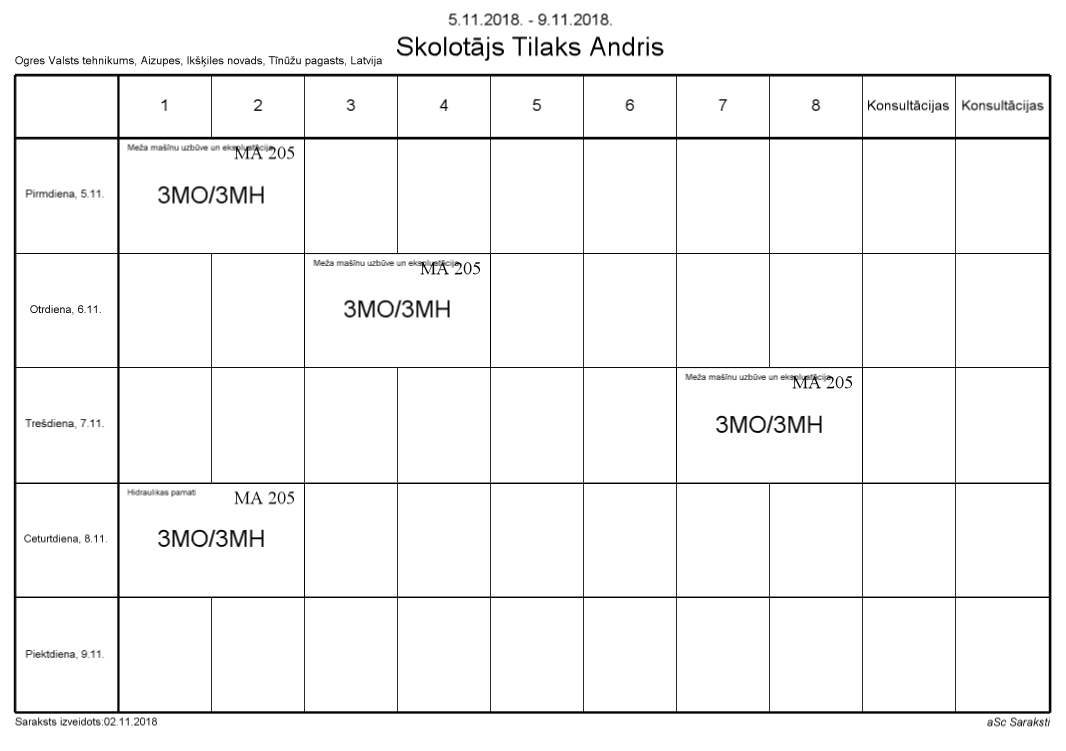 5.11.2018. - 9.11.2018.
Skolotājs Tilaks Andris
Ogres Valsts tehnikums, Aizupes, Ikšķiles novads, Tīnūžu pagasts, Latvija
1 2 3 4 5 6 7 8 Konsultācijas Konsultācijas
Pirmdiena, 5.11.
Meža mašīnu uzbūve un ekspluatācija
MA 205
3MO/3MH
Otrdiena, 6.11.
Meža mašīnu uzbūve un ekspluatācija
MA 205
3MO/3MH
Trešdiena, 7.11.
Meža mašīnu uzbūve un ekspluatācija
MA 205
3MO/3MH
Ceturtdiena, 8.11.
Hidraulikas pamati
MA 205
3MO/3MH
Piektdiena, 9.11.
Saraksts izveidots:02.11.2018
aSc Saraksti